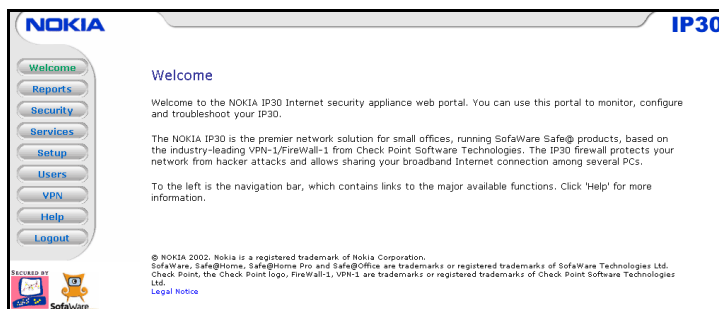 NOKIA
IP30
Welcome
Reports
Security
Services
Setup
Users
VPN
Help
Logout
Welcome
Welcome to the NOKIA IP30 Internet security appliance web portal. You can use this portal to monitor, configure
and troubleshoot your IP30.
The NOKIA IP30 is the premier network solution for small offices, running SofaWare Safe@ products, based on
the industry-leading VPN-1/FireWall-1 from Check Point Software Technologies. The IP30 firewall protects your
network from hacker attacks and allows sharing your broadband Internet connection among several PCs.
To the left is the navigation bar, which contains links to the major available functions. Click 'Help' for more
information.
© NOKIA 2002. Nokia is a registered trademark of Nokia Corporation.
SofaWare, Safe@Home, Safe@Home Pro and Safe@Office are trademarks or registered trademarks of SofaWare Technologies Ltd.
Check Point, the Check Point logo, FireWall-1, VPN-1 are trademarks or registered trademarks of Check Point Software Technologies
Ltd.
Legal Notice
SECURED BY
SofaWare